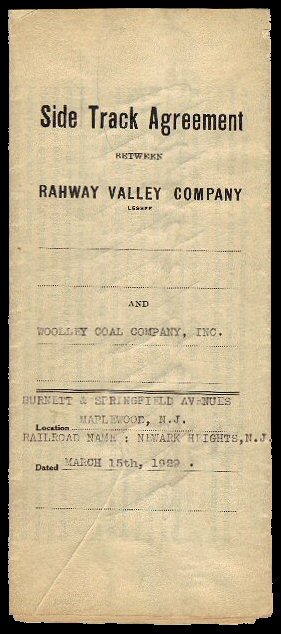 Side Track Agreement
BETWEEN
RAHWAY VALLEY COMPANY
LESSEE
AND
WOOLLEY COAL COMPANY, INC.
BURNETT & SPRINGFIELD AVENUES
Location MAPLEWOOD, N.J.
RAILROAD NAME : NEWARK HEIGHTS,N.J.
Dated MARCH 15th, 1929 .